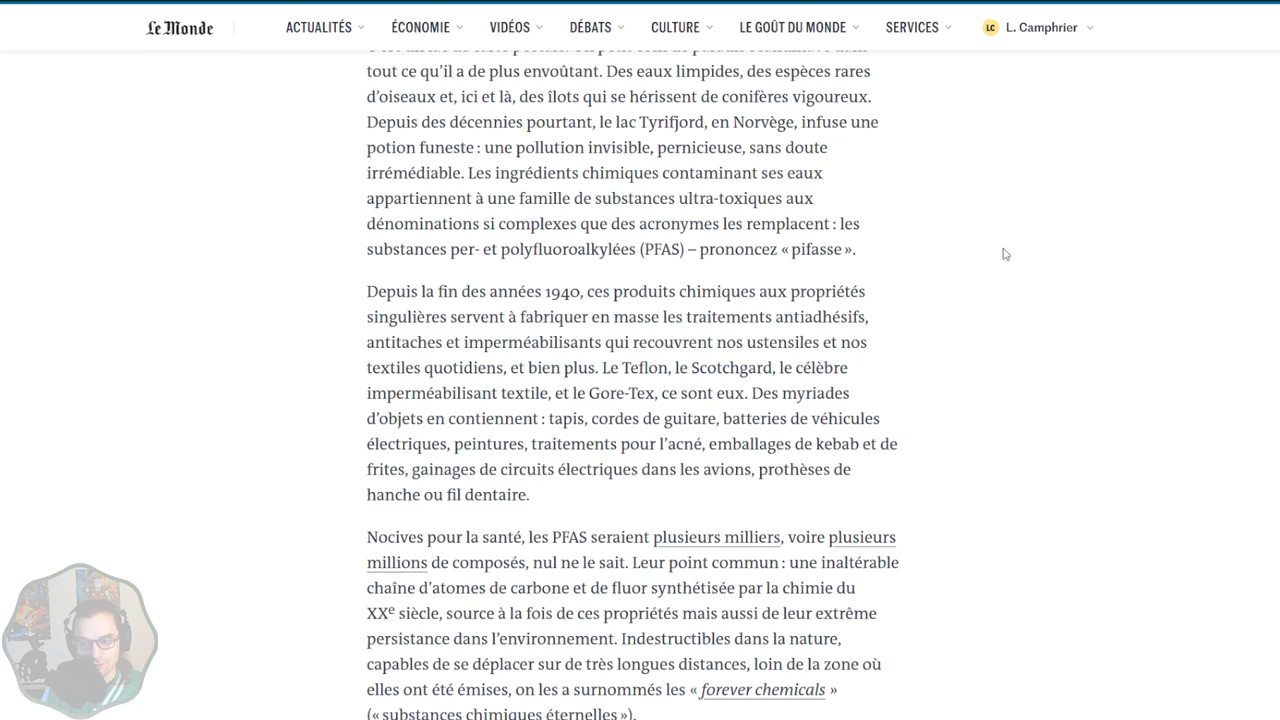 Le Monde
ACTUALITÉS
ÉCONOMIE
VIDÉOS
DÉBATS
CULTURE
LE GOÛT DU MONDE
SERVICES
LC
L. Camphrier
tout ce qu’il a de plus envoûtant. Des eaux limpides, des espèces rares
d’oiseaux et, ici et là, des îlots qui se hérissent de conifères vigoureux.
Depuis des décennies pourtant, le lac Tyrifjord, en Norvège, infuse une
potion funeste : une pollution invisible, pernicieuse, sans doute
irrémédiable. Les ingrédients chimiques contaminant ses eaux
appartiennent à une famille de substances ultra-toxiques aux
dénominations si complexes que des acronymes les remplacent : les
substances per- et polyfluoroalkylées (PFAS) – prononcez « pifasse ».
Depuis la fin des années 1940, ces produits chimiques aux propriétés
singulières servent à fabriquer en masse les traitements antiadhésifs,
antitaches et imperméabilisants qui recouvrent nos ustensiles et nos
textiles quotidiens, et bien plus. Le Teflon, le Scotchgard, le célèbre
imperméabilisant textile, et le Gore-Tex, ce sont eux. Des myriades
d’objets en contiennent : tapis, cordes de guitare, batteries de véhicules
électriques, peintures, traitements pour l’acné, emballages de kebab et de
frites, gainages de circuits électriques dans les avions, prothèses de
hanche ou fil dentaire.
Nocives pour la santé, les PFAS seraient plusieurs milliers, voire plusieurs
millions de composés, nul ne le sait. Leur point commun : une inaltérable
chaîne d’atomes de carbone et de fluor synthétisée par la chimie du
XXe siècle, source à la fois de ces propriétés mais aussi de leur extrême
persistance dans l’environnement. Indestructibles dans la nature,
capables de se déplacer sur de très longues distances, loin de la zone où
elles ont été émises, on les a surnommés les « forever chemicals »
(« substances chimiques éternelles »).